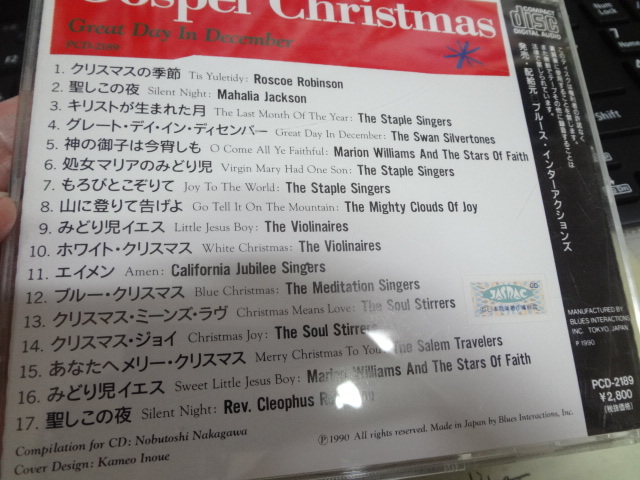 Gospel Christmas
Great Day In December
PCD-2189
COMPACT
disc
DIGITAL AUDIO
1. クリスマスの季節 Tis Yuletidy: Roscoe Robinson
2. 聖しこの夜 Silent Night: Mahalia Jackson
3. キリストが生まれた月 The Last Month Of The Year: The Staple Singers
4. グレート・デイ・イン・ディセンバー Great Day In December: The Swan Silvertones
5. 神の御子は今宵しも O Come All Ye Faithful: Marion Williams And The Stars Of Faith
6. 処女マリアのみどり児 Virgin Mary Had One Son: The Staple Singers
7. もろびとこぞりて Joy To The World: The Staple Singers
8. 山に登りて告げよ Go Tell It On The Mountain: The Mighty Clouds Of Joy
9. みどり児イエス Little Jesus Boy: The Violinaires
10. ホワイト・クリスマス White Christmas: The Violinaires
11. エイメン Amen: California Jubilee Singers
12. ブルー・クリスマス Blue Christmas: The Meditation Singers
13. クリスマス・ミーンズ・ラヴ Christmas Means Love: The Soul Stirrers
14. クリスマス・ジョイ Christmas Joy: The Soul Stirrers
15. あなたへメリー・クリスマス Merry Christmas To You: The Salem Travelers
16. みどり児イエス Sweet Little Jesus Boy: Marion Williams And The Stars Of Faith
17. 聖しこの夜 Silent Night: Rev. Cleophus
Compilation for CD: Nobutoshi Nakagawa
Cover Design: Kameo Inoue
℗ 1990 All rights reserved. Made in Japan by Blues Interactions, Inc.
発売・配給元:ブルース・インターアクションズ
JASRAC
MANUFACTURED BY
BLUES INTERACTIONS
INC. TOKYO, JAPAN
℗ 1990
PCD-2189
¥2,800
(税抜価格)
Shift